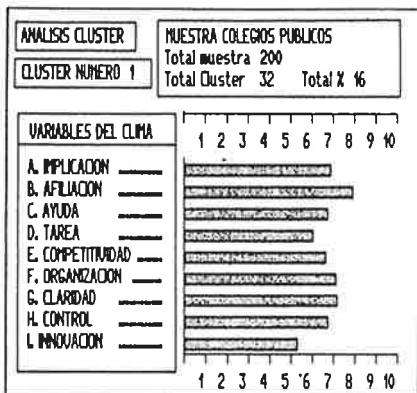 ANALISIS CLUSTER
CLUSTER NUMERO 1
MUESTRA COLEGIOS PUBLICOS
Total muestra 200
Total Cluster 32 Total % 16
VARIABLES DEL CLIMA
1 2 3 4 5 6 7 8 9 10
A. IMPLICACION
B. AFILIACION
C. AYUDA
D. TAREA
E. COMPETITIVIDAD
F. ORGANIZACION
G. CLARIDAD
H. CONTROL
I. INNOVACION
1 2 3 4 5 6 7 8 9 10